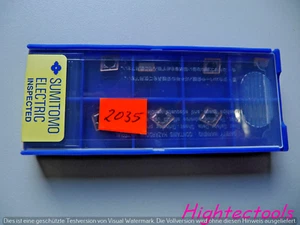 SUMITOMO
ELECTRIC
INSPECTED
2035
Hightectools
Dies ist eine geschützte Testversion von Visual Watermark. Die Vollversion wird ohne diesen Hinweis ausgeliefert